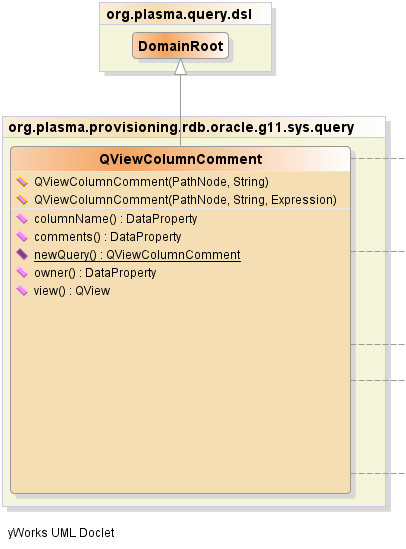 org.plasma.query.dsl
DomainRoot
org.plasma.provisioning.rdb.oracle.g11.sys.query
QViewColumnComment
QViewColumnComment(PathNode, String)
QViewColumnComment(PathNode, String, Expression)
columnName() : DataProperty
comments() : DataProperty
newQuery() : QViewColumnComment
owner() : DataProperty
view() : QView
yWorks UML Doclet